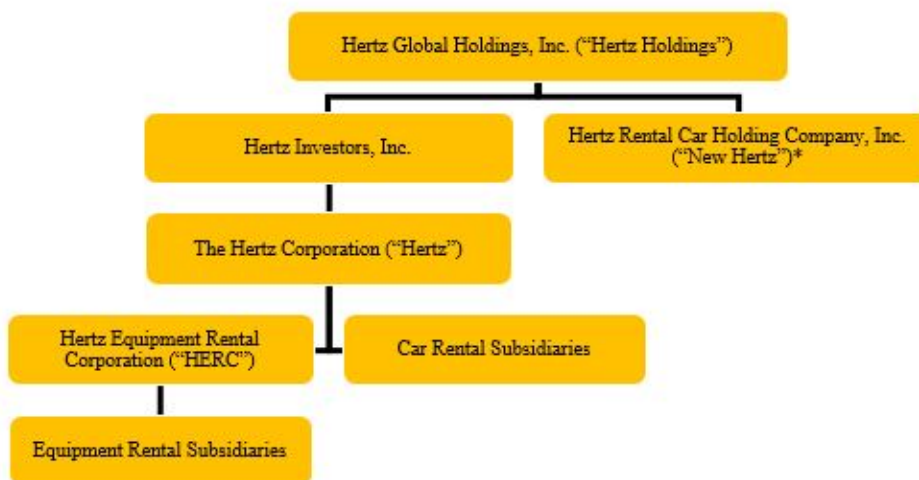 Hertz Global Holdings, Inc. (“Hertz Holdings”)
Hertz Investors, Inc.
Hertz Rental Car Holding Company, Inc.
(“New Hertz”)*
The Hertz Corporation (“Hertz”)
Hertz Equipment Rental
Corporation (“HERC”)
Car Rental Subsidiaries
Equipment Rental Subsidiaries